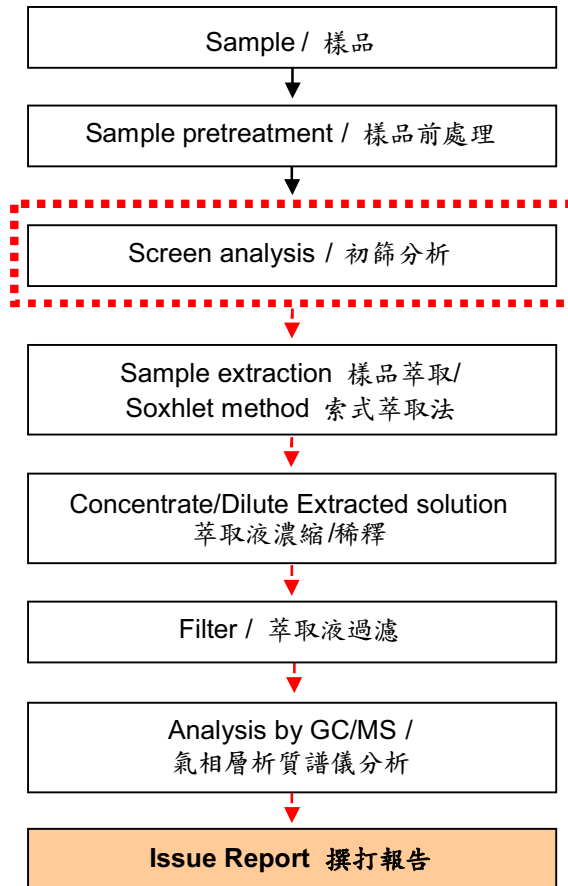 Sample / 樣品
Sample pretreatment / 樣品前處理
Screen analysis / 初篩分析
Sample extraction 樣品萃取/
Soxhlet method 索式萃取法
Concentrate/Dilute Extracted solution
萃取液濃縮/稀釋
Filter / 萃取液過濾
Analysis by GC/MS /
氣相層析質譜儀分析
Issue Report 撰打報告